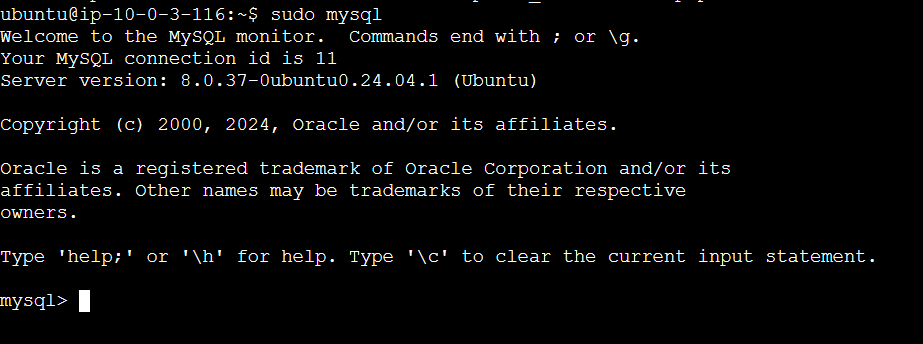 ubuntu@ip-10-0-3-116:~$ sudo mysql
Welcome to the MySQL monitor.  Commands end with ; or \g.
Your MySQL connection id is 11
Server version: 8.0.37-0ubuntu0.24.04.1 (Ubuntu)
Copyright (c) 2000, 2024, Oracle and/or its affiliates.
Oracle is a registered trademark of Oracle Corporation and/or its
affiliates. Other names may be trademarks of their respective
owners.
Type 'help;' or '\h' for help. Type '\c' to clear the current input statement.
mysql>